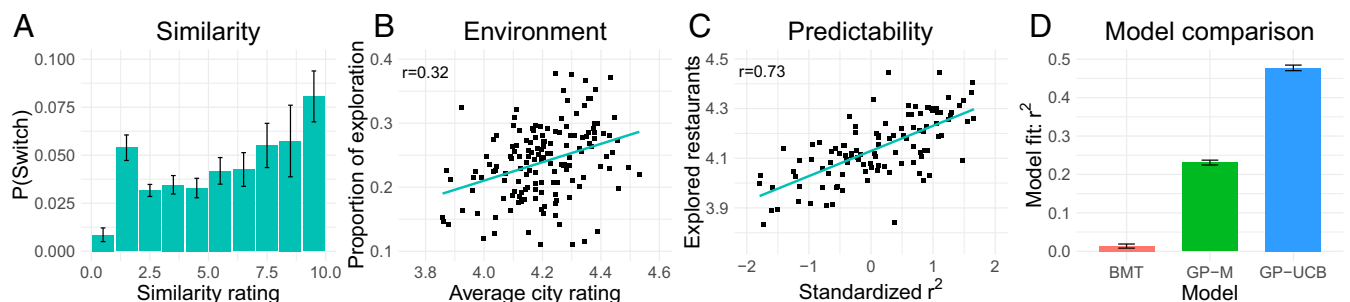 A
Similarity
P(Switch)
0.100
0.075
0.050
0.025
0.000
0.0
2.5
5.0
7.5
10.0
Similarity rating
B
Environment
r=0.32
Proportion of exploration
0.4
0.3
0.2
0.1
3.8
4.0
4.2
4.4
4.6
Average city rating
C
Predictability
r=0.73
Explored restaurants
4.5
4.3
4.1
3.9
−2
−1
0
1
2
Standardized r²
D
Model comparison
Model fit: r²
0.5
0.4
0.3
0.2
0.1
0.0
BMT
GP−M
GP−UCB
Model